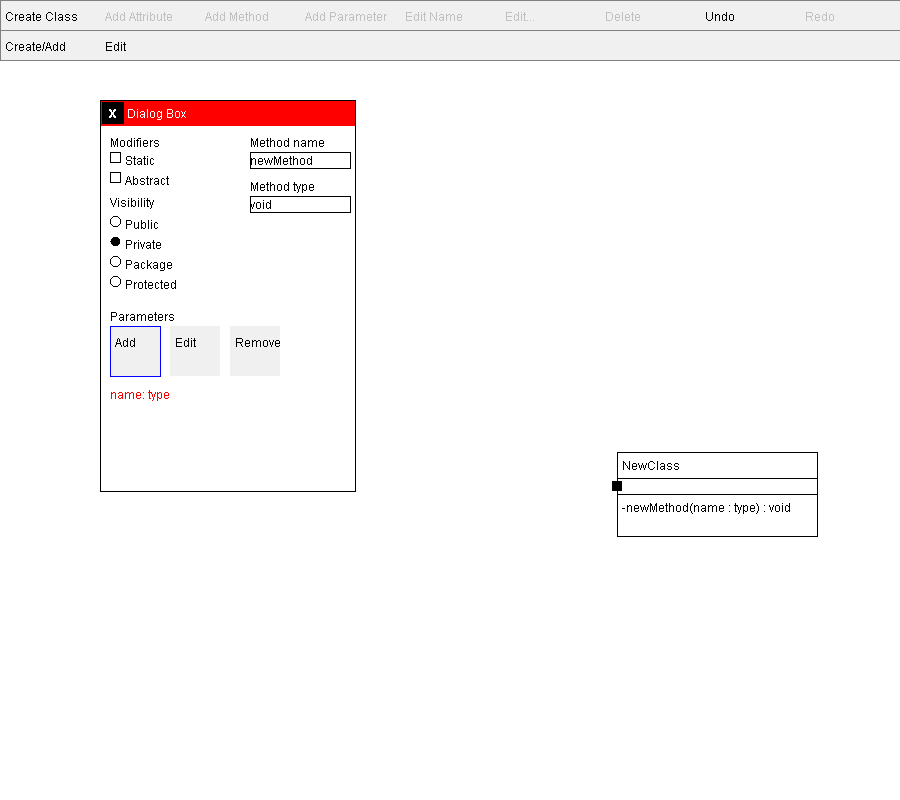 Create Class Add Attribute Add Method Add Parameter Edit Name Edit... Delete Undo Redo
Create/Add Edit
X Dialog Box
Modifiers
Static
Abstract
Visibility
Public
Private
Package
Protected
Method name
newMethod
Method type
void
Parameters
Add Edit Remove
name: type
NewClass
-newMethod(name : type) : void